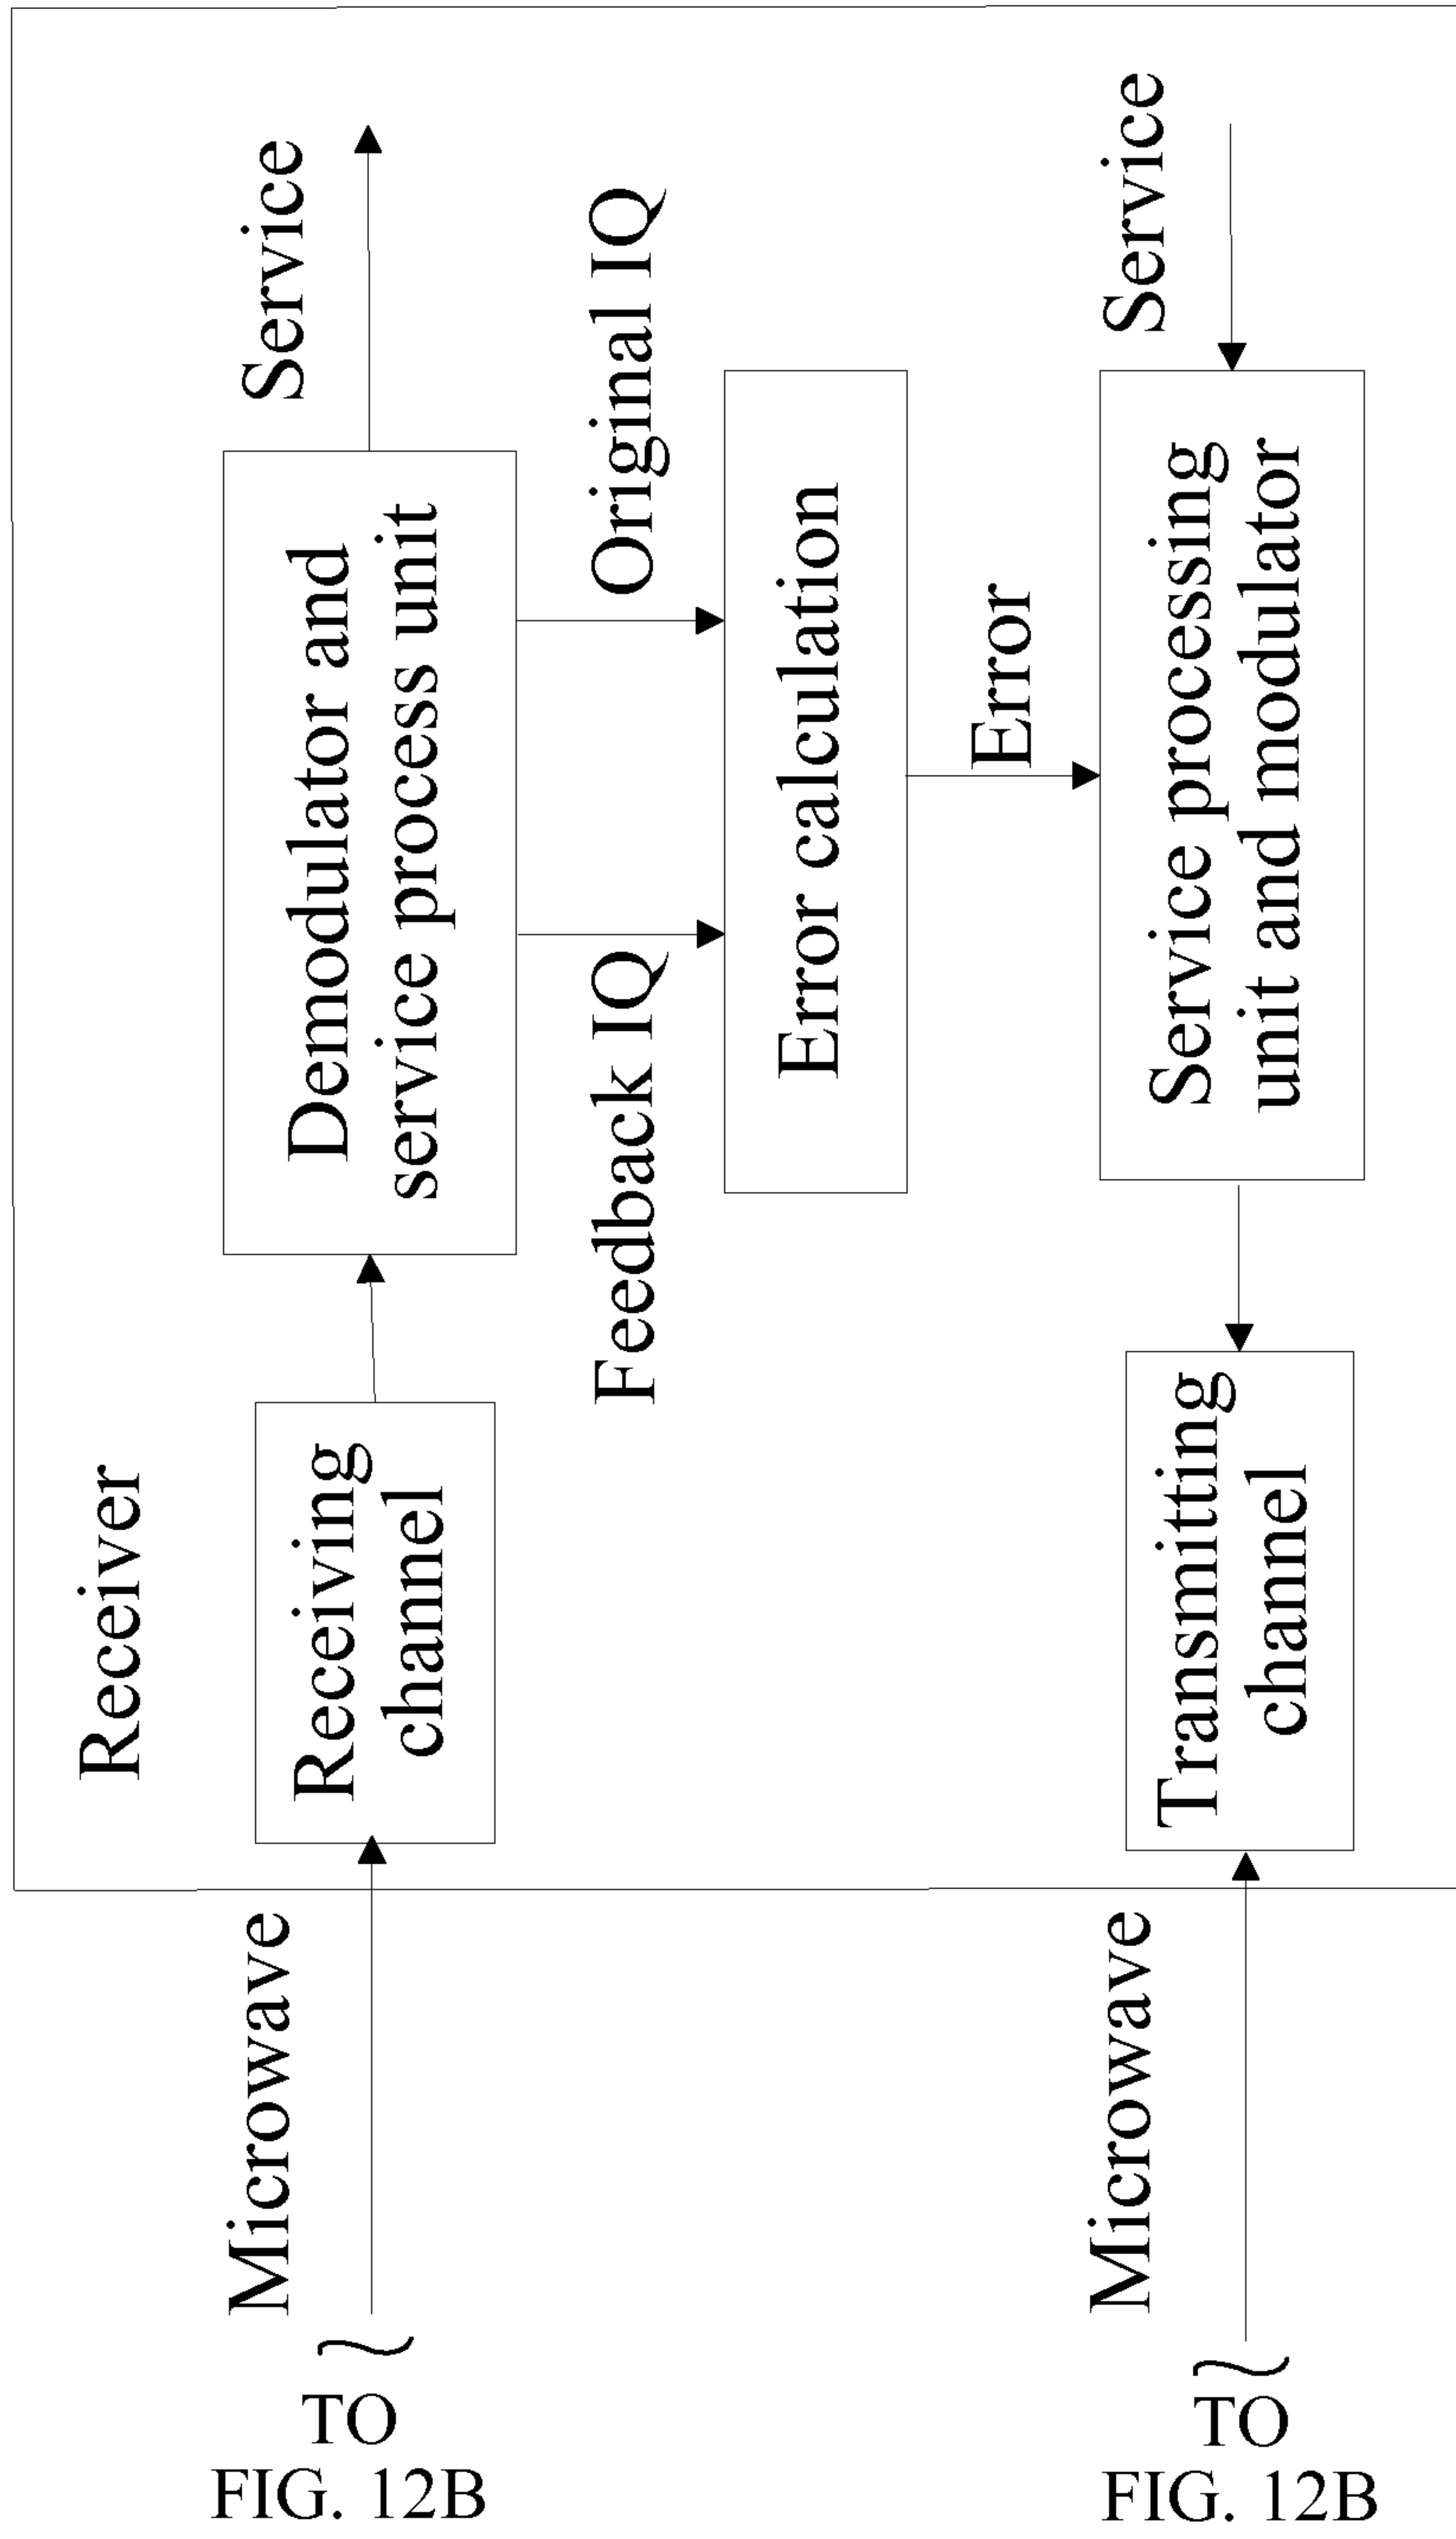 Receiver
Microwave
Receiving
channel
Demodulator and
service process unit
Service
Feedback IQ
Original IQ
Error calculation
Error
Microwave
Transmitting
channel
Service processing
unit and modulator
Service
TO
FIG. 12B
TO
FIG. 12B